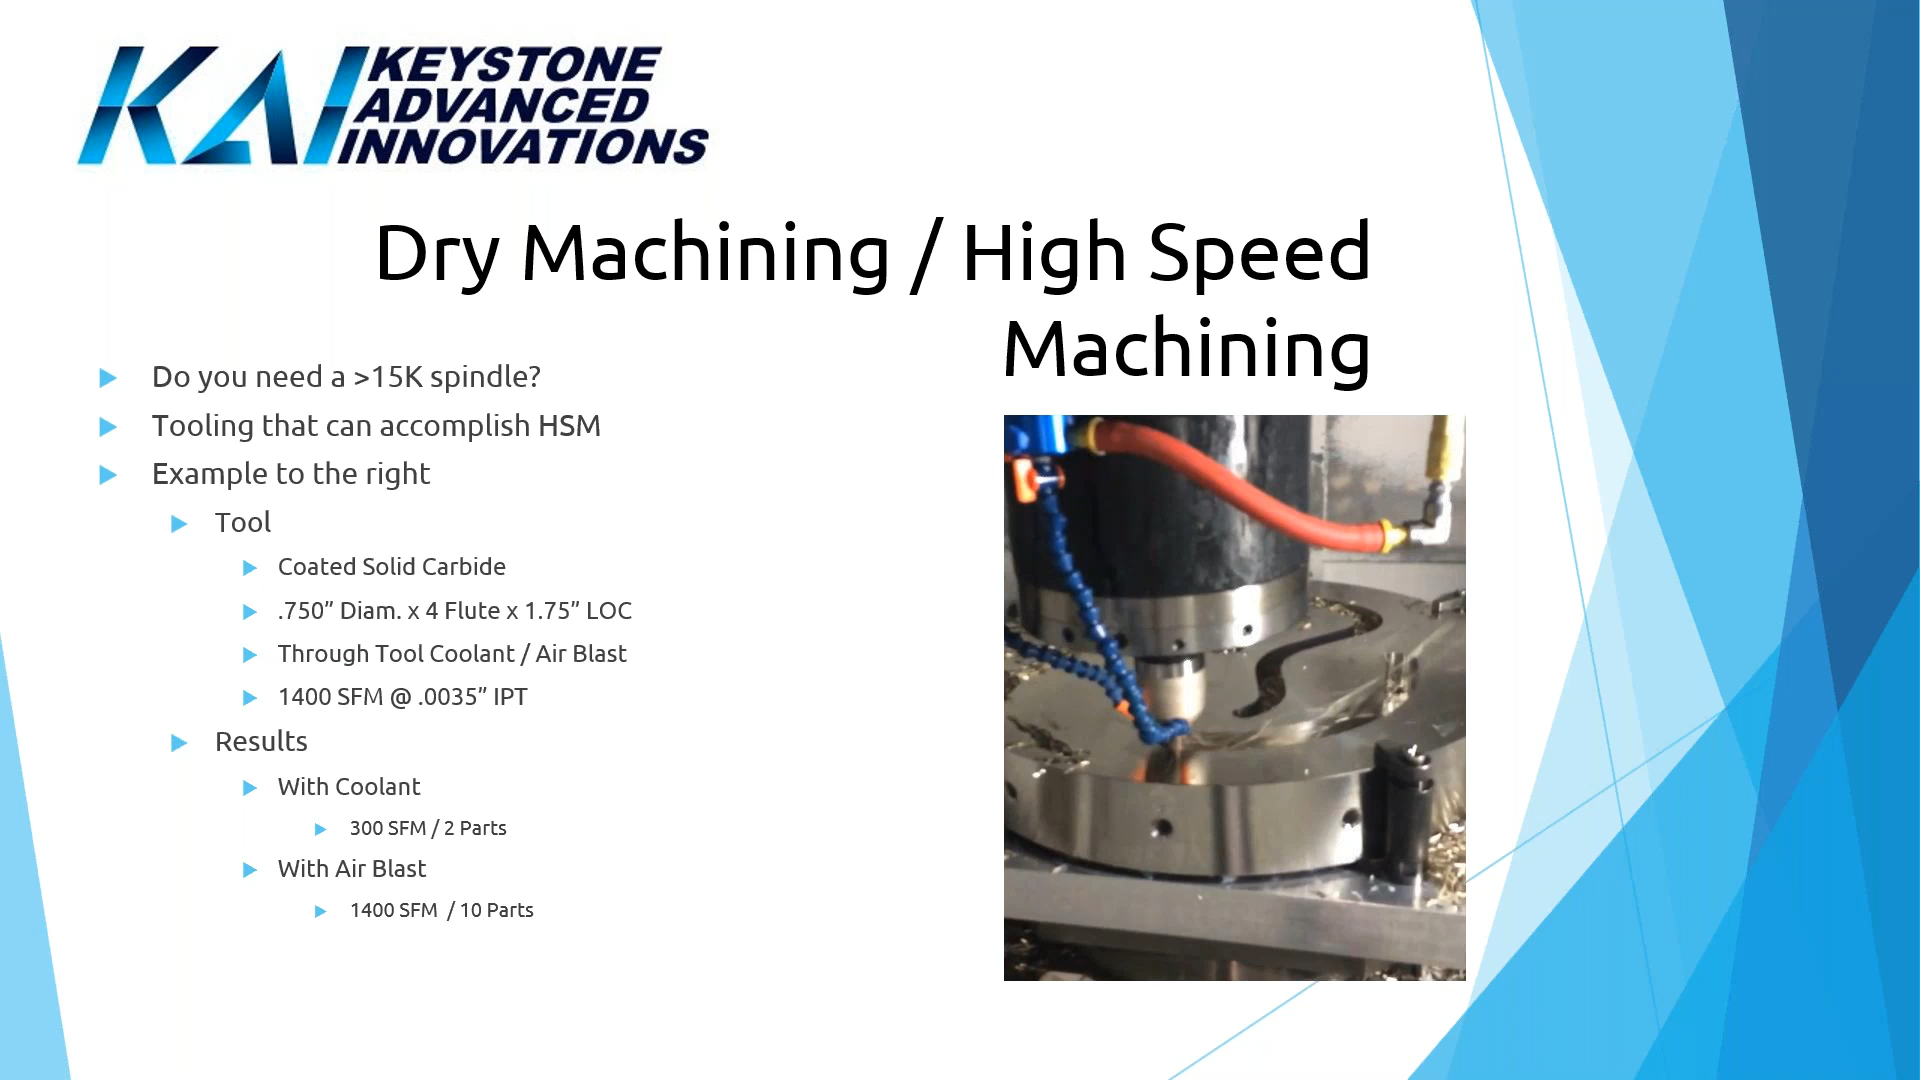 KAI KEYSTONE
ADVANCED
INNOVATIONS
Dry Machining / High Speed
Machining
Do you need a >15K spindle?
Tooling that can accomplish HSM
Example to the right
Tool
Coated Solid Carbide
.750” Diam. x 4 Flute x 1.75” LOC
Through Tool Coolant / Air Blast
1400 SFM @ .0035” IPT
Results
With Coolant
300 SFM / 2 Parts
With Air Blast
1400 SFM  / 10 Parts